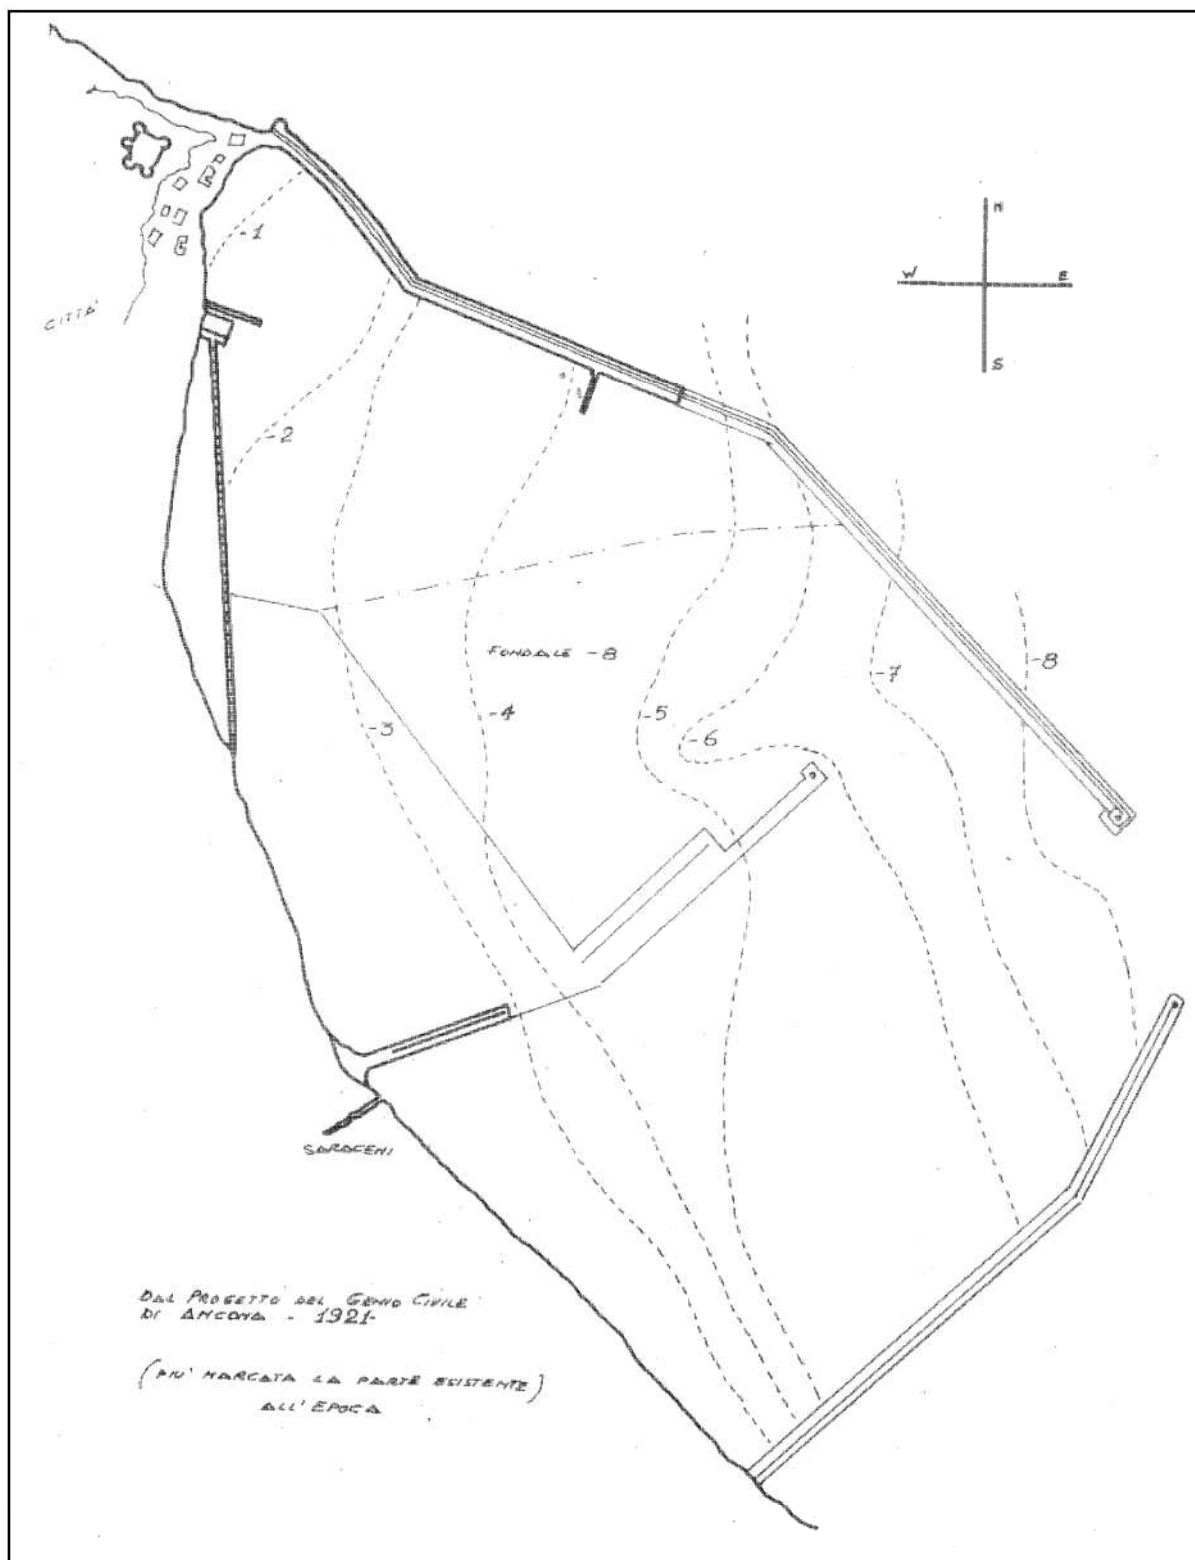 N
W E
S
-1
CITTA'
-2
FONDALE -8
-8
-7
-5
-4
-3
-6
SARACENI
DAL PROGETTO DEL GENIO CIVILE
DI ANCONA - 1921-
(PIU' MARCATA LA PARTE ESISTENTE)
ALL'EPOCA